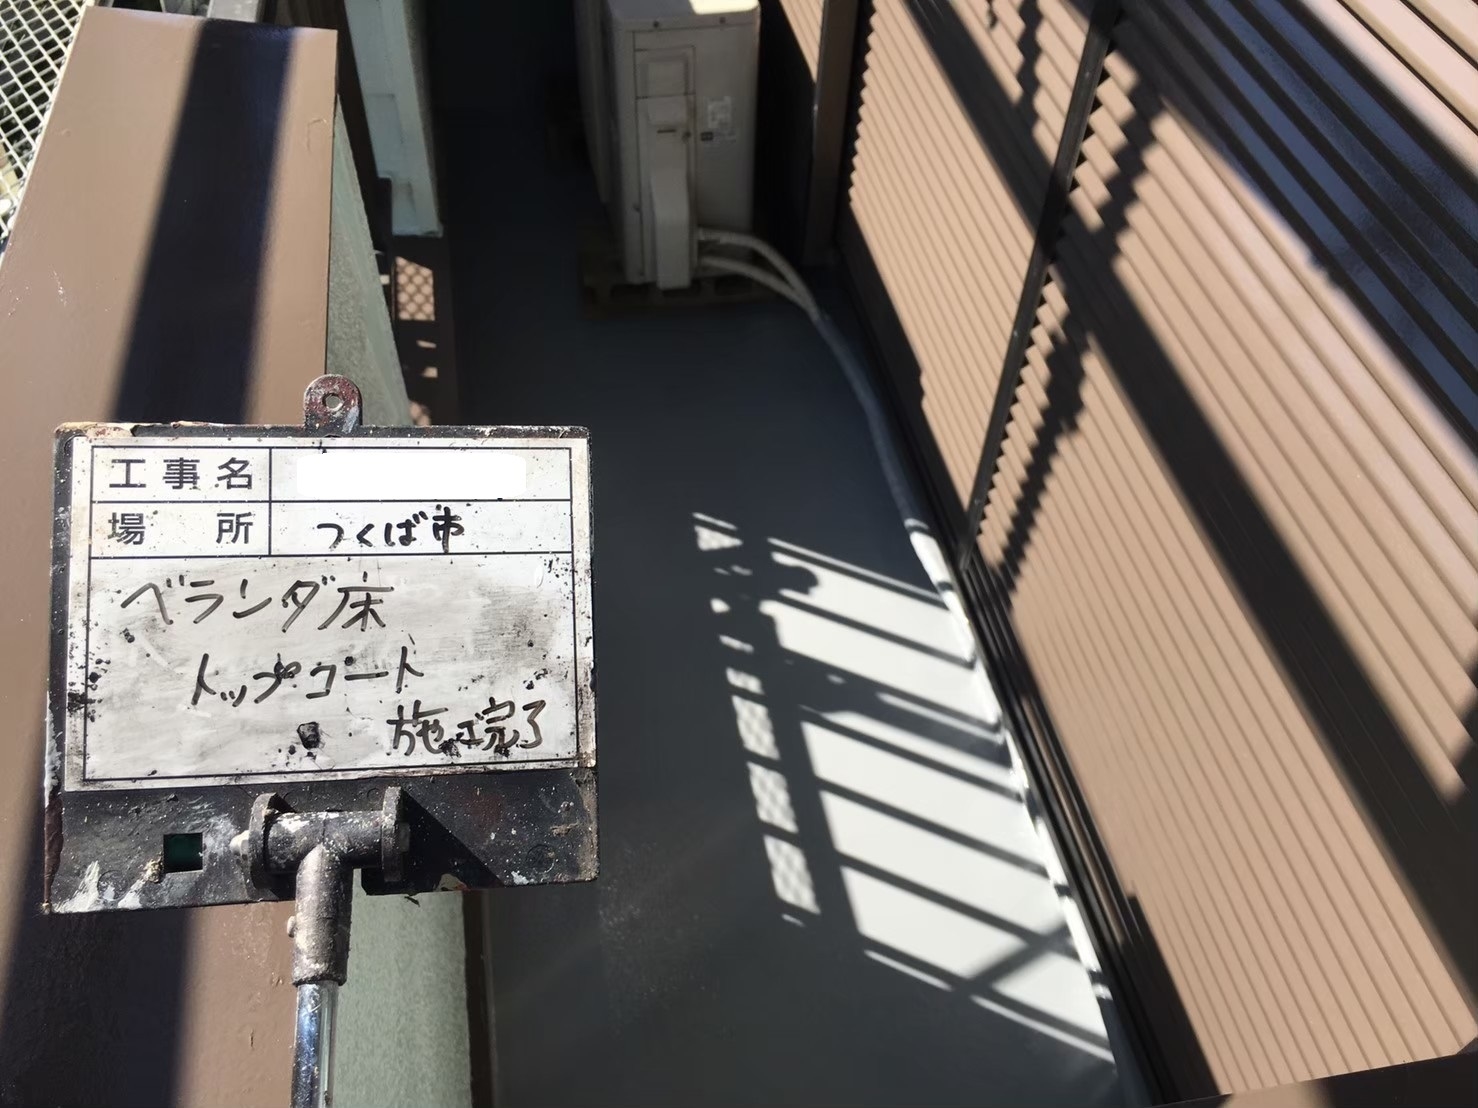 工事名
場所 つくば市
ベランダ床
トップコート
施工完了